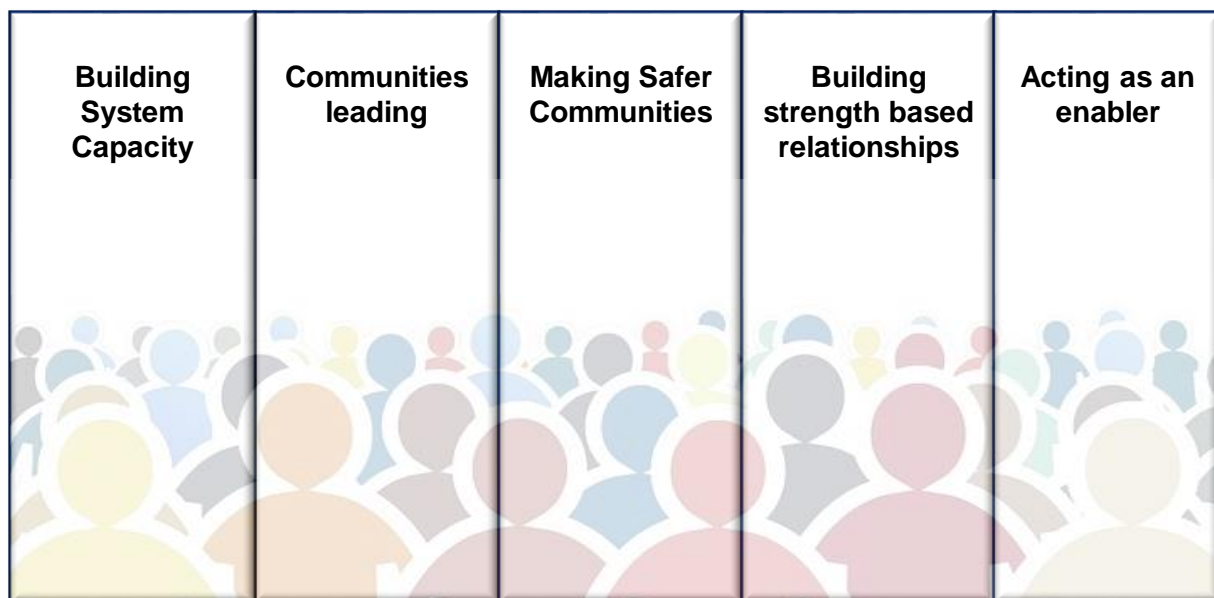 Building
System
Capacity
Communities
leading
Making Safer
Communities
Building
strength based
relationships
Acting as an
enabler